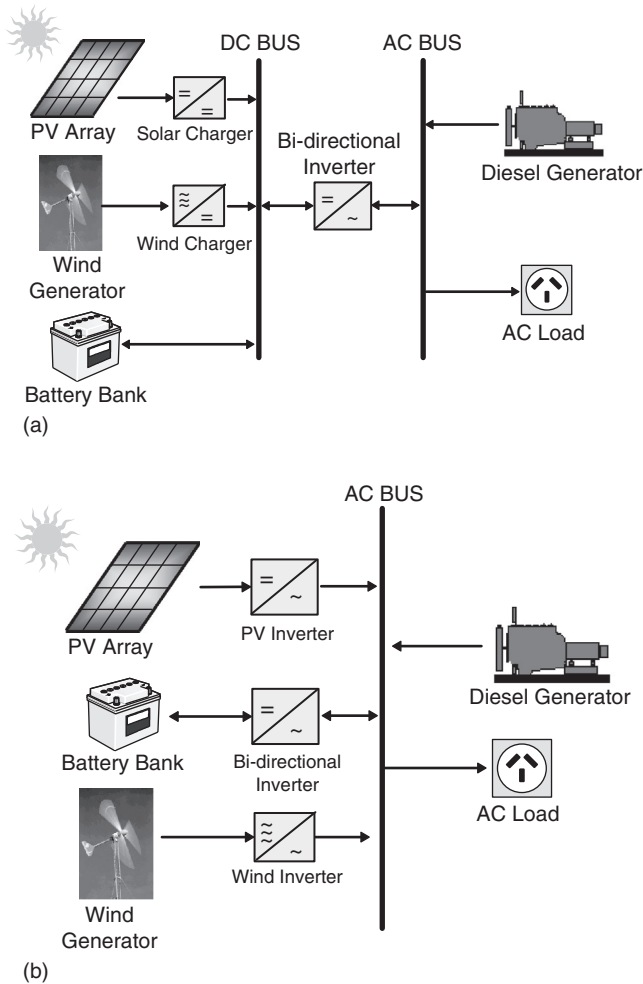 DC BUS
AC BUS
PV Array
=
=
Solar Charger
Diesel Generator
Bi-directional
Inverter
≈
=
=
~
Wind Charger
Wind
Generator
AC Load
Battery Bank
(a)
AC BUS
=
~
PV Inverter
PV Array
Diesel Generator
=
~
Battery Bank
Bi-directional
Inverter
AC Load
≈
~
Wind Inverter
Wind
Generator
(b)